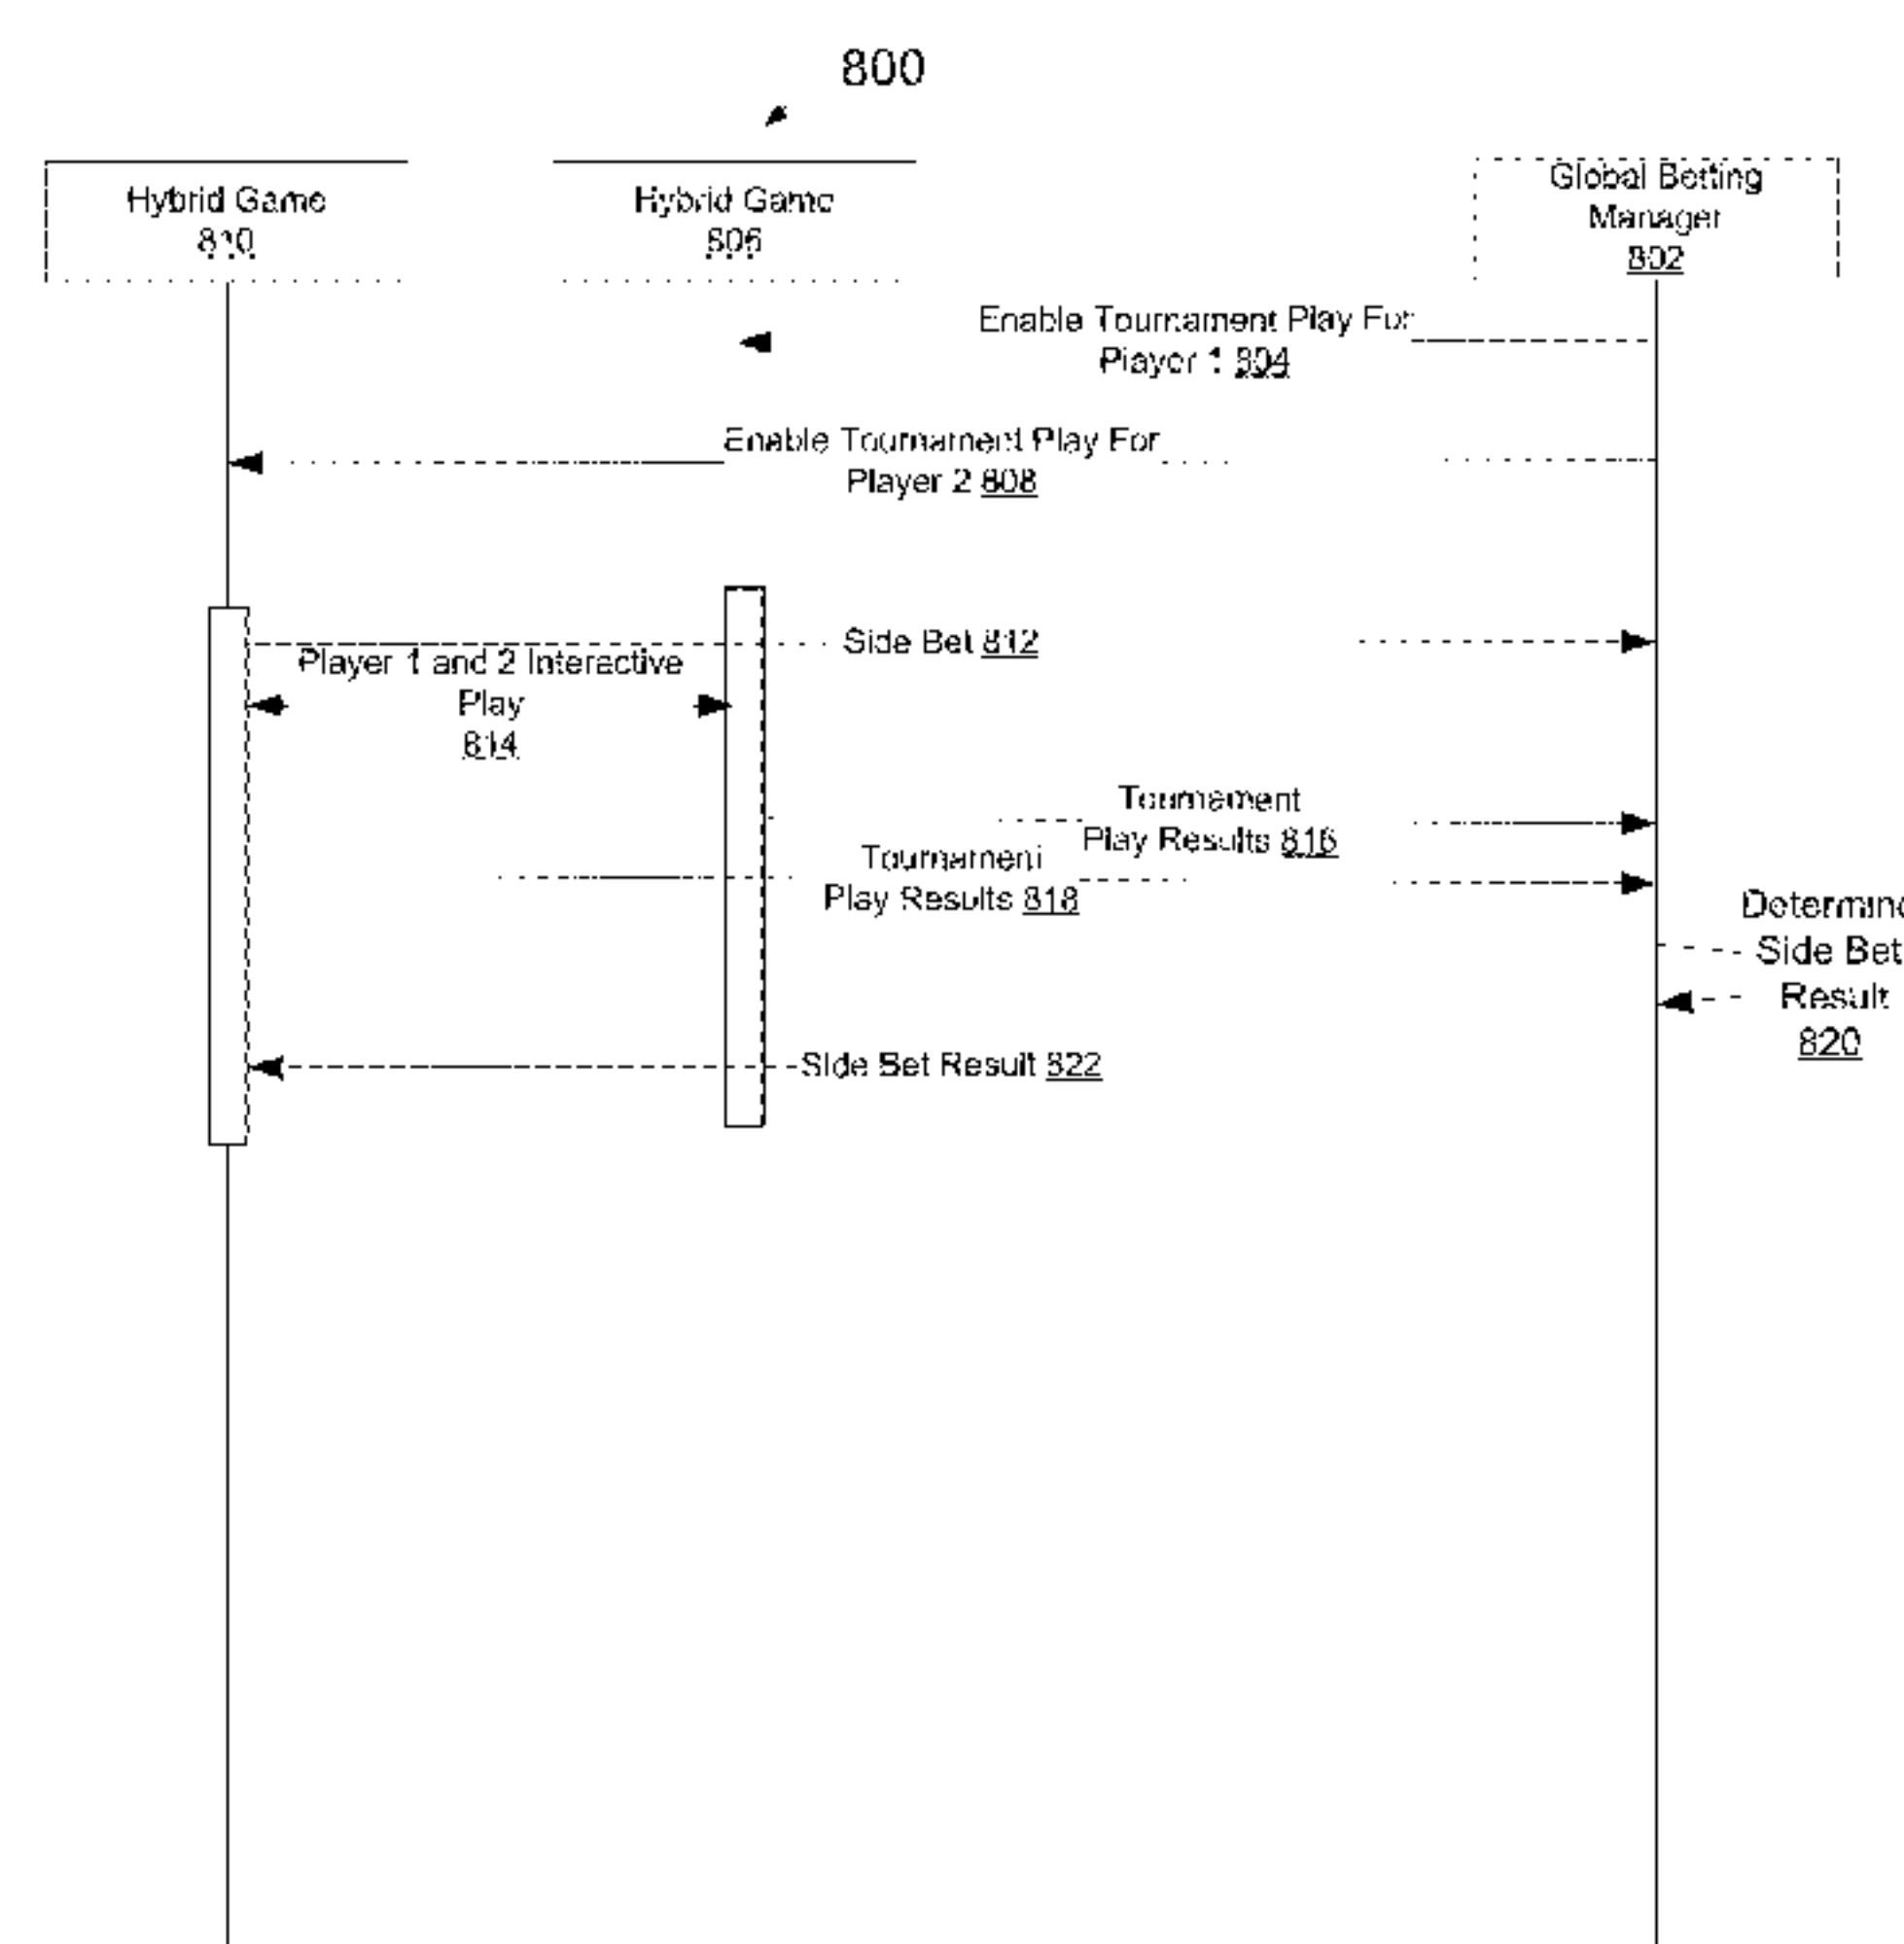 800
Hybrid Game
810
Hybrid Game
806
Global Betting
Manager
802
Enable Tournament Play For
Player 1 804
Enable Tournament Play For
Player 2 808
Side Bet 812
Player 1 and 2 Interactive
Play
814
Tournament
Play Results 816
Tournament
Play Results 818
Determine
Side Bet
Result
820
Side Bet Result 822